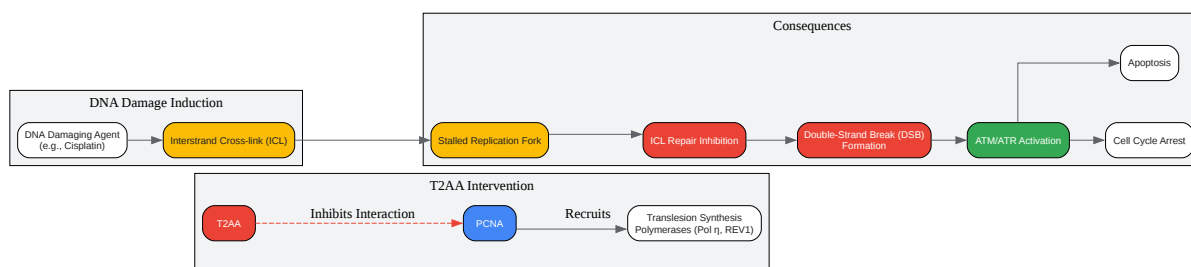 Consequences
Apoptosis
DNA Damage Induction
DNA Damaging Agent
(e.g., Cisplatin)
Interstrand Cross-link (ICL)
Stalled Replication Fork
ICL Repair Inhibition
Double-Strand Break (DSB)
Formation
ATM/ATR Activation
Cell Cycle Arrest
T2AA Intervention
T2AA
Inhibits Interaction
PCNA
Recruits
Translesion Synthesis
Polymerases (Pol η, REV1)